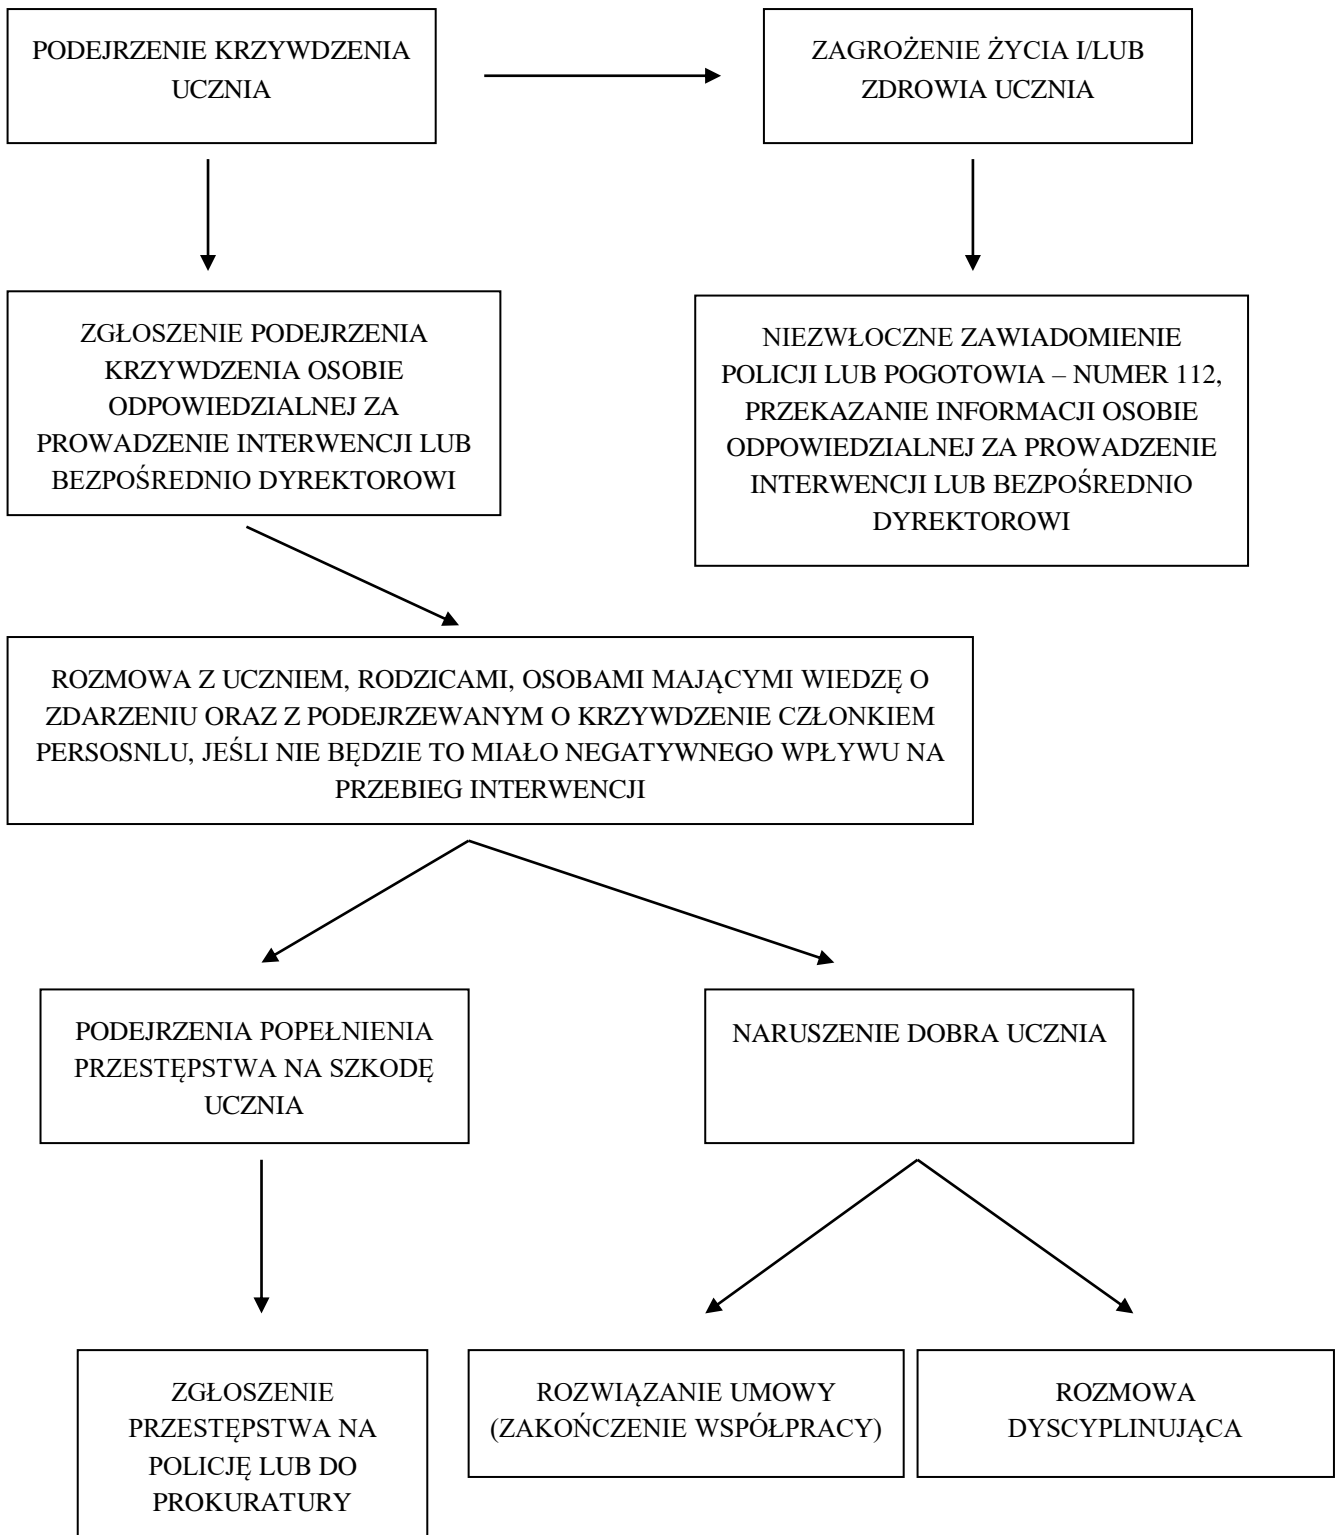 PODEJRZENIE KRZYWDZENIA
UCZNIA
ZAGROŻENIE ŻYCIA I/LUB
ZDROWIA UCZNIA
ZGŁOSZENIE PODEJRZENIA
KRZYWDZENIA OSOBIE
ODPOWIEDZIALNEJ ZA
PROWADZENIE INTERWENCJI LUB
BEZPOŚREDNIO DYREKTOROWI
NIEZWŁOCZNE ZAWIADOMIENIE
POLICJI LUB POGOTOWIA – NUMER 112,
PRZEKAZANIE INFORMACJI OSOBIE
ODPOWIEDZIALNEJ ZA PROWADZENIE
INTERWENCJI LUB BEZPOŚREDNIO
DYREKTOROWI
ROZMOWA Z UCZNIEM, RODZICAMI, OSOBAMI MAJĄCYMI WIEDZĘ O
ZDARZENIU ORAZ Z PODEJRZEWANYM O KRZYWDZENIE CZŁONKIEM
PERSOSNLU, JEŚLI NIE BĘDZIE TO MIAŁO NEGATYWNEGO WPŁYWU NA
PRZEBIEG INTERWENCJI
PODEJRZENIA POPEŁNIENIA
PRZESTĘPSTWA NA SZKODĘ
UCZNIA
NARUSZENIE DOBRA UCZNIA
ZGŁOSZENIE
PRZESTĘPSTWA NA
POLICJĘ LUB DO
PROKURATURY
ROZWIĄZANIE UMOWY
(ZAKOŃCZENIE WSPÓŁPRACY)
ROZMOWA
DYSCYPLINUJĄCA